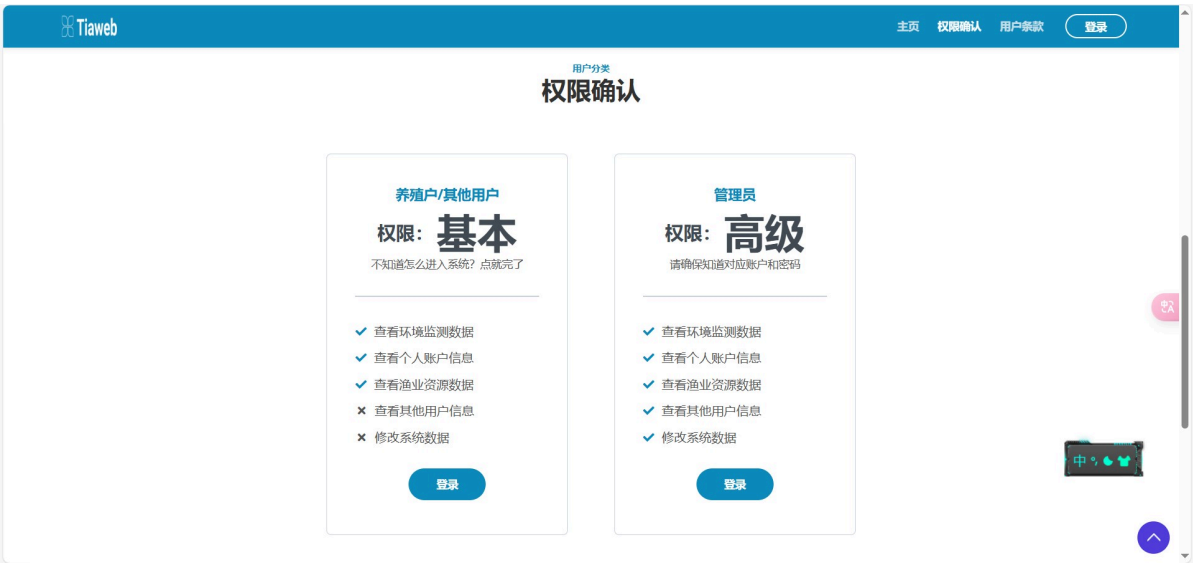 Tiaweb
主页 权限确认 用户条款 登录
用户分类
权限确认
养殖户/其他用户
权限： 基本
不知道怎么进入系统？点就完了
查看环境监测数据
查看个人账户信息
查看渔业资源数据
查看其他用户信息
修改系统数据
登录
管理员
权限： 高级
请确保知道对应账户和密码
查看环境监测数据
查看个人账户信息
查看渔业资源数据
查看其他用户信息
修改系统数据
登录
中A
中 °,